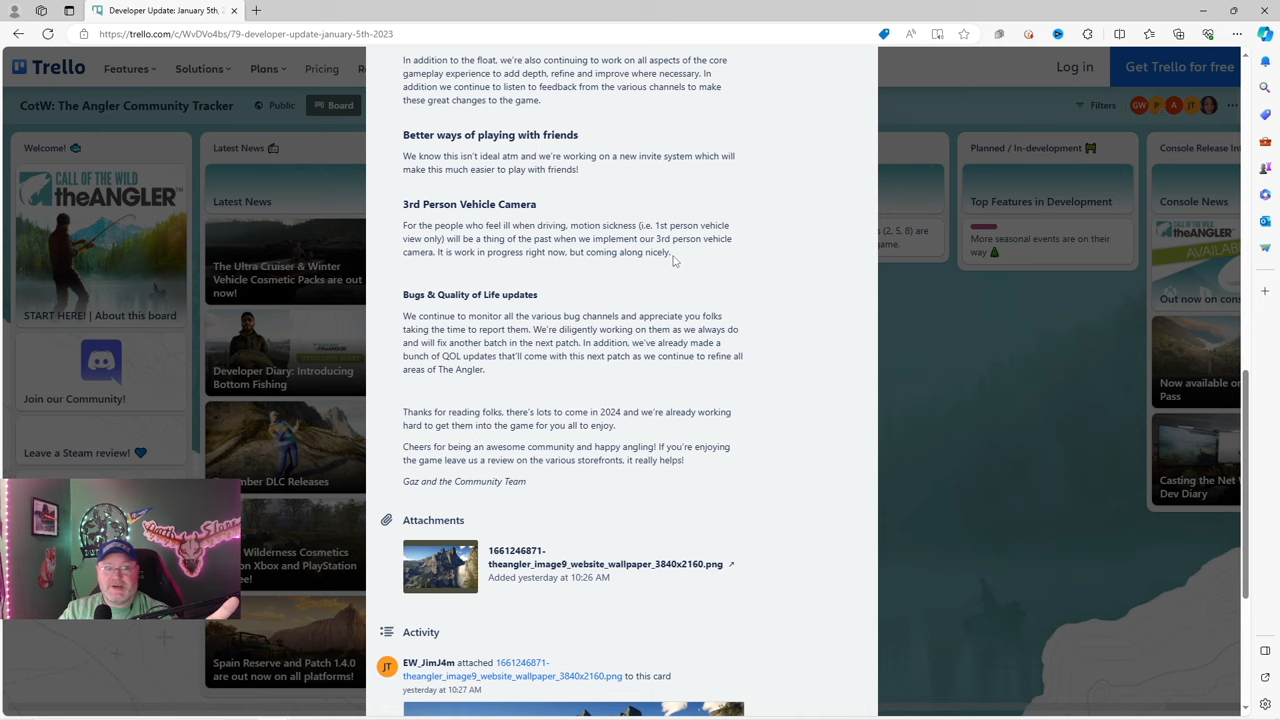 Developer Update, January 5th 2
https://trello.com/c/WvDVo4bs/79-developer-update-january-5th-2023
Trello
Features
Solutions
Plans
Pricing
Log in
Get Trello for free
CotW: The Angler Community Tracker
Public
Board
Filters
GW
P
A
JT
Welcome!
CALL OF THE WILD
theANGLER
START HERE! | About this board
Join our Community!
Leave a Steam review!
Latest News
Latest News
The Ultra Cruiser & Winter
Vehicle Cosmetic Packs are out
now!
Developer Diary: Introducing
Bottom Fishing
mber DLC Releases
Wilderness Cosmetics
on Xbox and PlayStation
ee!
Spain Reserve and Patch 1.4.0
are out now on all platforms!
In addition to the float, we're also continuing to work on all aspects of the core
gameplay experience to add depth, refine and improve where necessary. In
addition we continue to listen to feedback from the various channels to make
these great changes to the game.
Better ways of playing with friends
We know this isn't ideal atm and we're working on a new invite system which will
make this much easier to play with friends!
3rd Person Vehicle Camera
For the people who feel ill when driving, motion sickness (i.e. 1st person vehicle
view only) will be a thing of the past when we implement our 3rd person vehicle
camera. It is work in progress right now, but coming along nicely.
Bugs & Quality of Life updates
We continue to monitor all the various bug channels and appreciate you folks
taking the time to report them. We're diligently working on them as we always do
and will fix another batch in the next patch. In addition, we've already made a
bunch of QOL updates that'll come with this next patch as we continue to refine all
areas of The Angler.
Thanks for reading folks, there's lots to come in 2024 and we're already working
hard to get them into the game for you all to enjoy.
Cheers for being an awesome community and happy angling! If you're enjoying
the game leave us a review on the various storefronts, it really helps!
Gaz and the Community Team
Attachments
1661246871-
theangler_image9_website_wallpaper_3840x2160.png ↗
Added yesterday at 10:26 AM
Activity
JT
EW_JimJ4m attached 1661246871-
theangler_image9_website_wallpaper_3840x2160.png to this card
yesterday at 10:27 AM
s (2, 5, 8) are
game.
Planned / In-development
Top Features in Development
More seasonal events are on their
way
Console Release Int
Console News
CALL OF THE WILD
theANGLER
AVAILAB
Out now on cons
Now available o
Pass
Casting the Net
Dev Diary